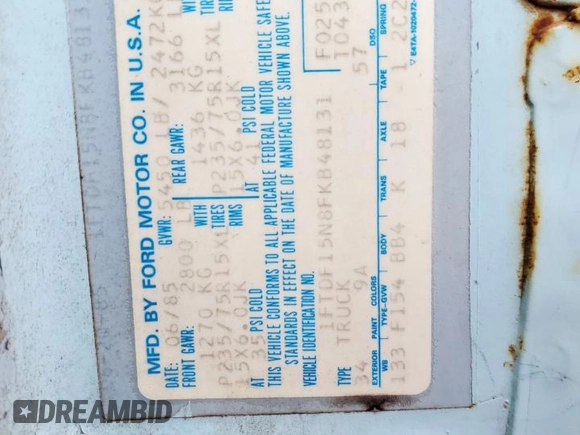 MFD. BY FORD MOTOR CO. IN U.S.A.
DATE: 06/85 GVWR: 5450 LB/ 2472K
FRONT GAWR: 2800 LB REAR GAWR: 3166 L
1270 KG 1436 KG
WITH WITH
P235/75R15XL TIRES P235/75R15XL TIRES
15X6.0JK RIMS 15X6.0JK RIMS
AT 35 PSI COLD AT 41 PSI COLD
THIS VEHICLE CONFORMS TO ALL APPLICABLE FEDERAL MOTOR VEHICLE SAFE
STANDARDS IN EFFECT ON THE DATE OF MANUFACTURE SHOWN ABOVE
VEHICLE IDENTIFICATION NO.
1FTDF15N8FKB48131 F025
TYPE TRUCK T043
34 9A 57
EXTERIOR PAINT COLORS DSO
WB TYPE-GVW BODY TRANS AXLE TAPE SPRING
133 F154 BB4 K 18 1 2C2
E4TA-1020472-
DREAMBID